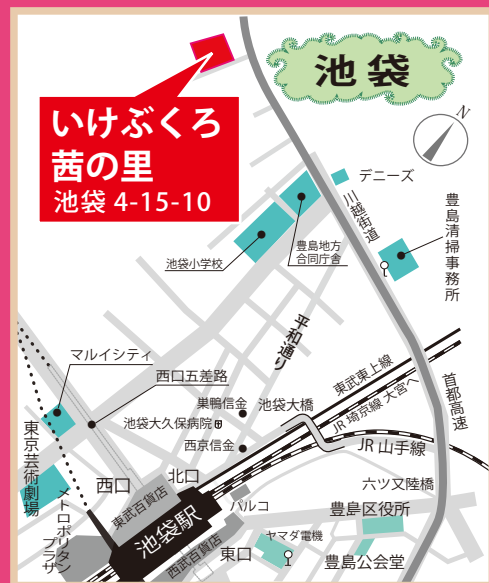 池袋
N
いけぶくろ
茜の里
池袋 4-15-10
デニーズ
川越街道
豊島清掃事務所
池袋小学校
豊島地方
合同庁舎
平和通り
マルイシティ
西口五差路
東武東上線
JR 埼京線 大宮へ
首都高速
巣鴨信金
池袋大橋
池袋大久保病院
西京信金
JR 山手線
東京芸術劇場
メトロポリタン
プラザ
西口
北口
東武百貨店
池袋駅
西武百貨店
パルコ
東口
ヤマダ電機
六ツ又陸橋
豊島区役所
豊島公会堂